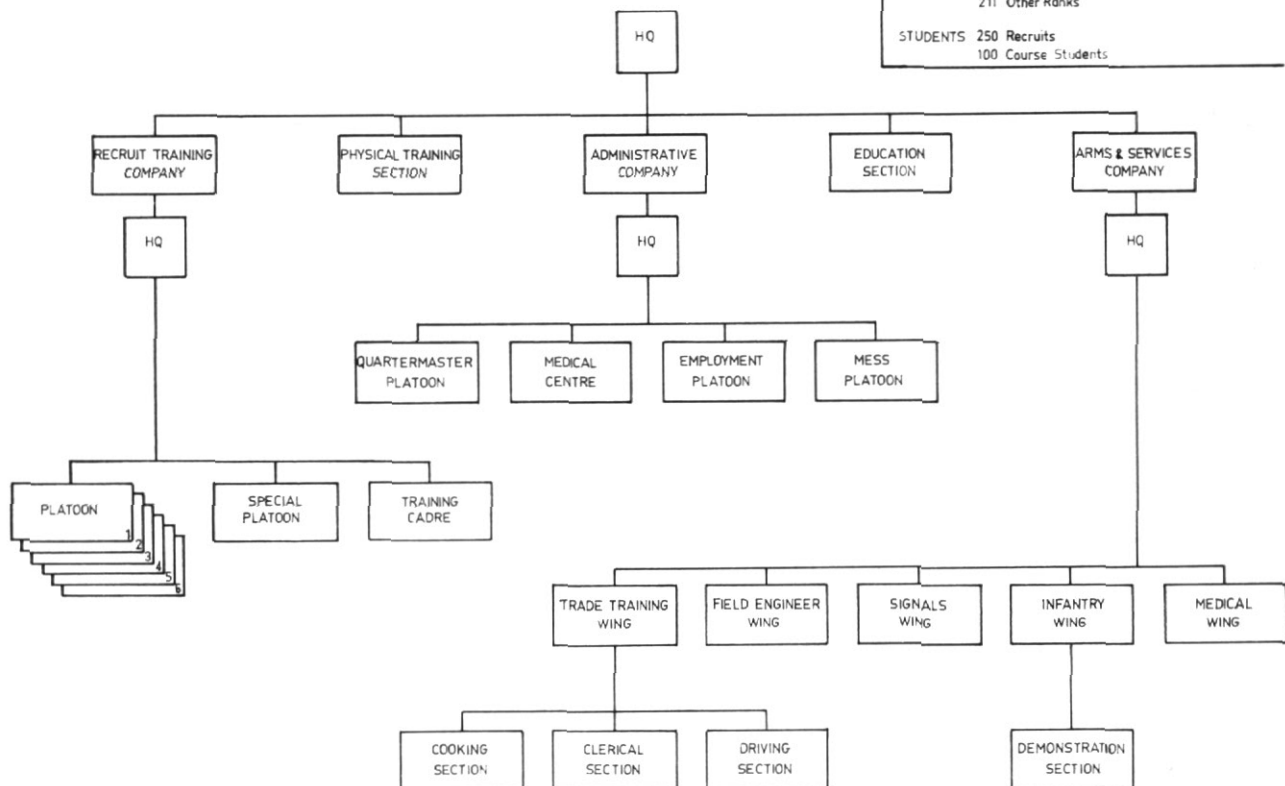 211 Other Ranks
STUDENTS 250 Recruits
100 Course Students
HQ
RECRUIT TRAINING
COMPANY
PHYSICAL TRAINING
SECTION
ADMINISTRATIVE
COMPANY
EDUCATION
SECTION
ARMS & SERVICES
COMPANY
HQ
HQ
HQ
QUARTERMASTER
PLATOON
MEDICAL
CENTRE
EMPLOYMENT
PLATOON
MESS
PLATOON
PLATOON
1
2
3
4
5
6
SPECIAL
PLATOON
TRAINING
CADRE
TRADE TRAINING
WING
FIELD ENGINEER
WING
SIGNALS
WING
INFANTRY
WING
MEDICAL
WING
COOKING
SECTION
CLERICAL
SECTION
DRIVING
SECTION
DEMONSTRATION
SECTION